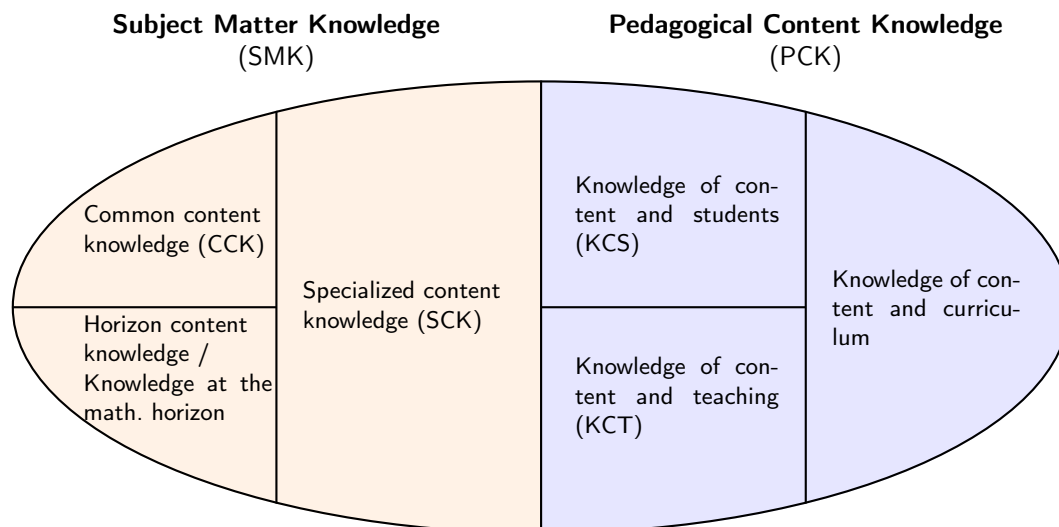 Subject Matter Knowledge
(SMK)
Pedagogical Content Knowledge
(PCK)
Common content
knowledge (CCK)
Horizon content
knowledge /
Knowledge at the
math. horizon
Specialized content
knowledge (SCK)
Knowledge of con-
tent and students
(KCS)
Knowledge of con-
tent and teaching
(KCT)
Knowledge of con-
tent and curricu-
lum